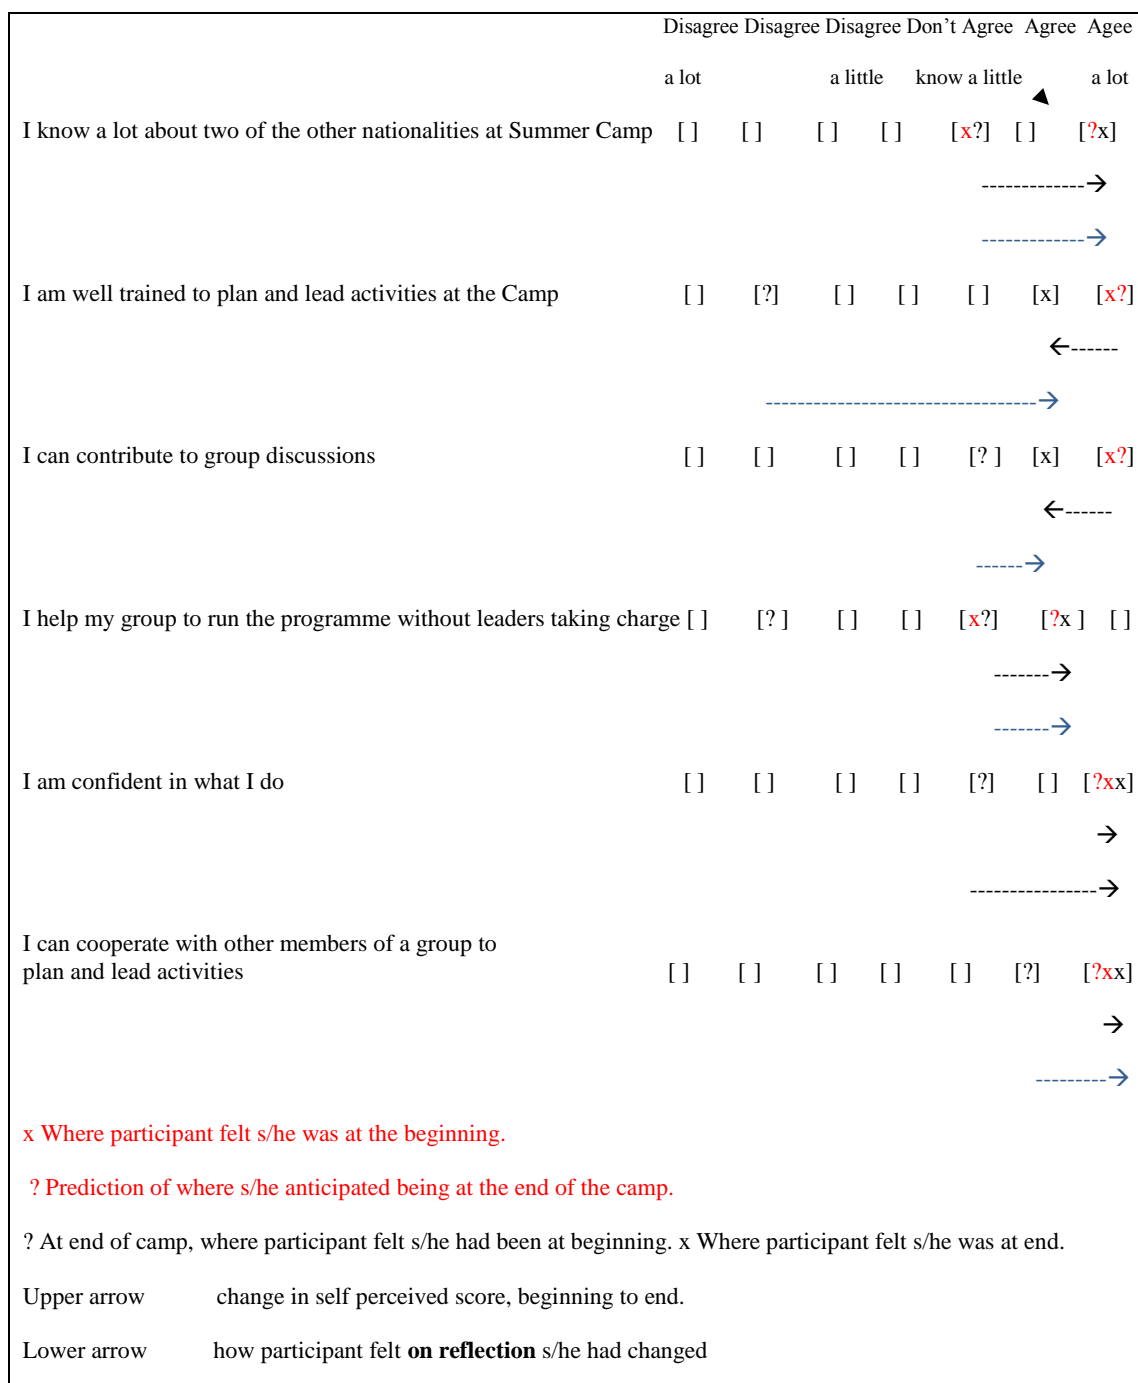 Disagree Disagree Disagree Don’t Agree Agree Agee
a lot a little know a little a lot
I know a lot about two of the other nationalities at Summer Camp [ ] [ ] [ ] [ ] [x?] [ ] [?x]
-------------→
-------------→
I am well trained to plan and lead activities at the Camp [ ] [?] [ ] [ ] [ ] [x] [x?]
←------
----------------------------------→
I can contribute to group discussions [ ] [ ] [ ] [ ] [? ] [x] [x?]
←------
------→
I help my group to run the programme without leaders taking charge [ ] [? ] [ ] [ ] [x?] [?x ] [ ]
-------→
-------→
I am confident in what I do [ ] [ ] [ ] [ ] [?] [ ] [?xx]
→
----------------→
I can cooperate with other members of a group to
plan and lead activities [ ] [ ] [ ] [ ] [ ] [?] [?xx]
→
---------→
x Where participant felt s/he was at the beginning.
? Prediction of where s/he anticipated being at the end of the camp.
? At end of camp, where participant felt s/he had been at beginning. x Where participant felt s/he was at end.
Upper arrow change in self perceived score, beginning to end.
Lower arrow how participant felt on reflection s/he had changed